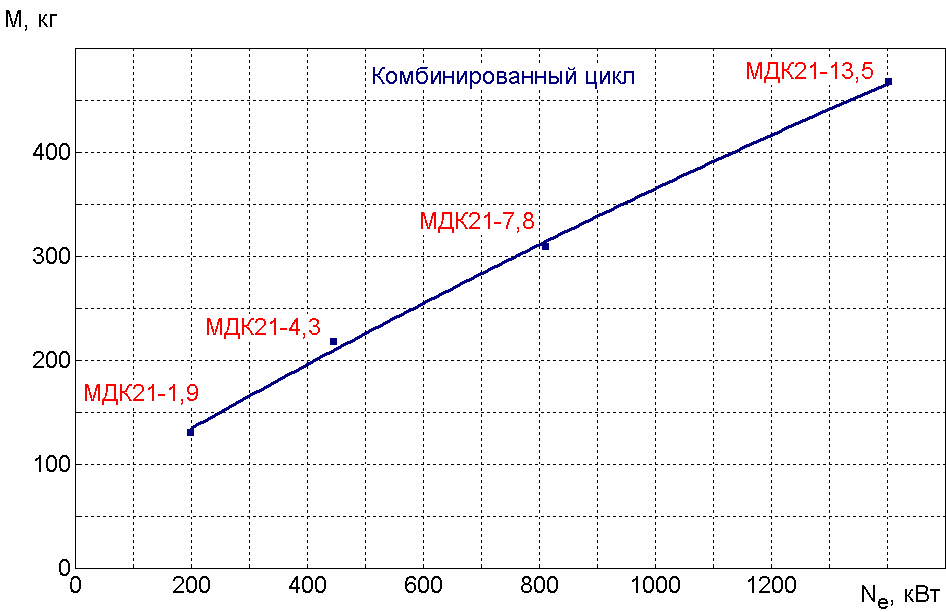 M, кг
Комбинированный цикл
МДК21-13,5
400
МДК21-7,8
300
МДК21-4,3
200
МДК21-1,9
100
0
0 200 400 600 800 1000 1200
Ne, кВт